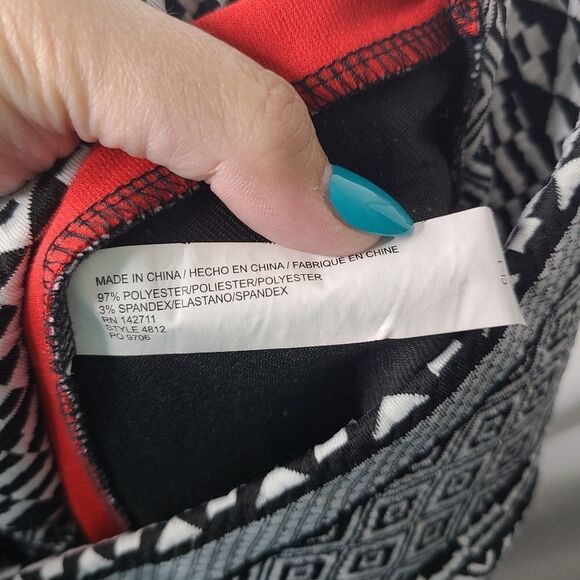 MADE IN CHINA / HECHO EN CHINA / FABRIQUE EN CHINE
97% POLYESTER/POLIESTER/POLYESTER
3% SPANDEX/ELASTANO/SPANDEX
RN 142711
STYLE 4812
PO 9706